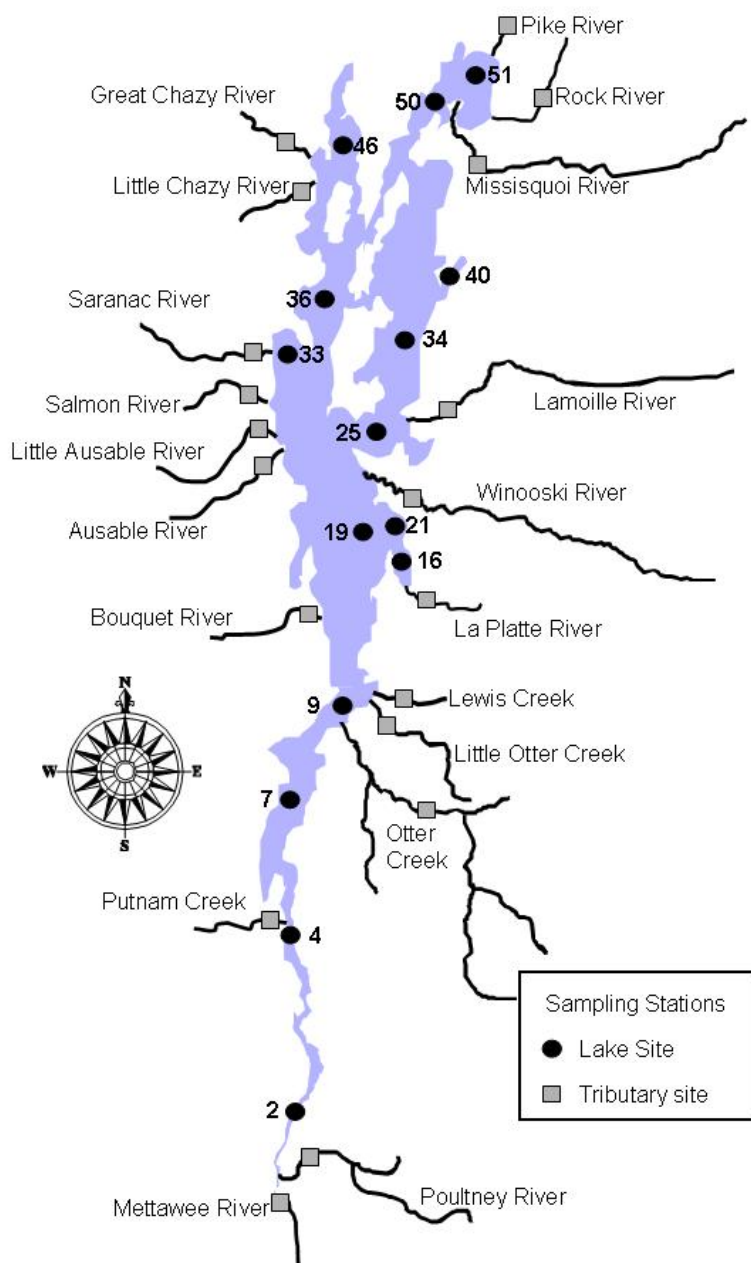 Pike River
51
50
Great Chazy River
Rock River
46
Little Chazy River
Missisquoi River
40
36
Saranac River
34
33
Salmon River
Lamoille River
25
Little Ausable River
Winooski River
Ausable River
19
21
16
Bouquet River
La Platte River
N
W
E
S
9
Lewis Creek
Little Otter Creek
7
Otter
Creek
Putnam Creek
4
Sampling Stations
Lake Site
Tributary site
2
Mettawee River
Poultney River